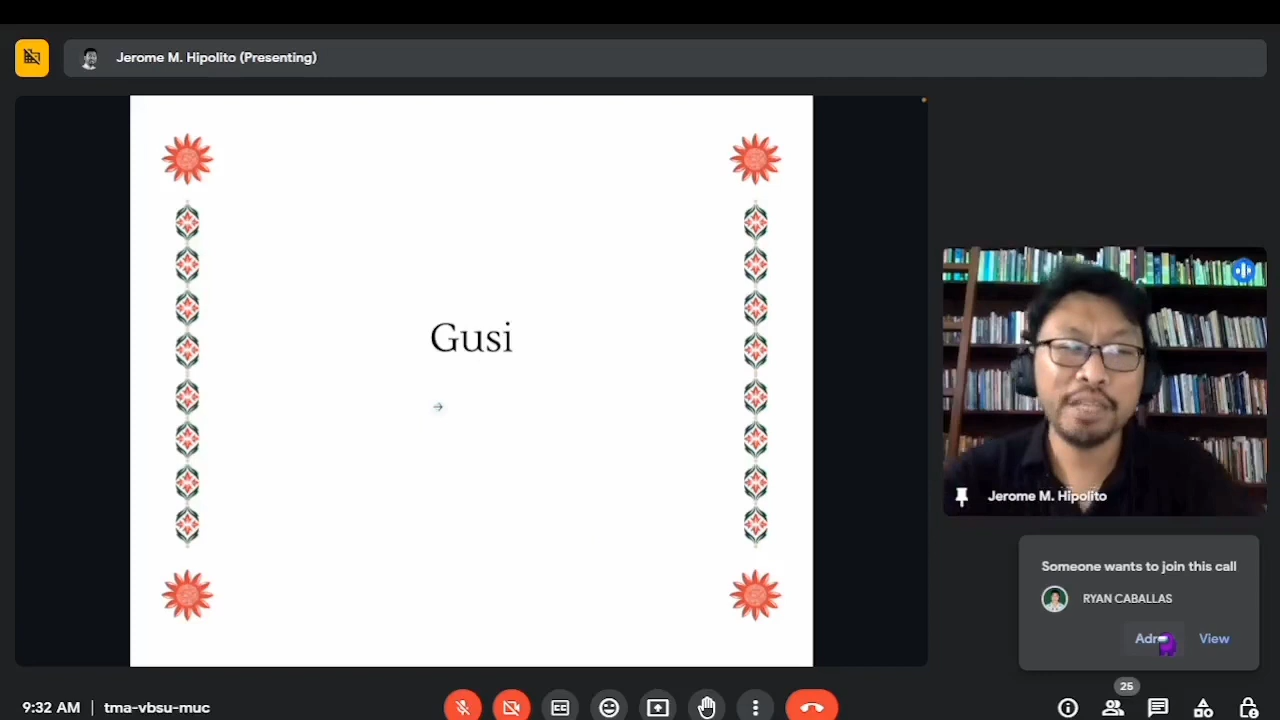 Jerome M. Hipolito (Presenting)
Gusi
Jerome M. Hipolito
Someone wants to join this call
RYAN CABALLAS
View
25
9:32 AM | tma-vbsu-muc